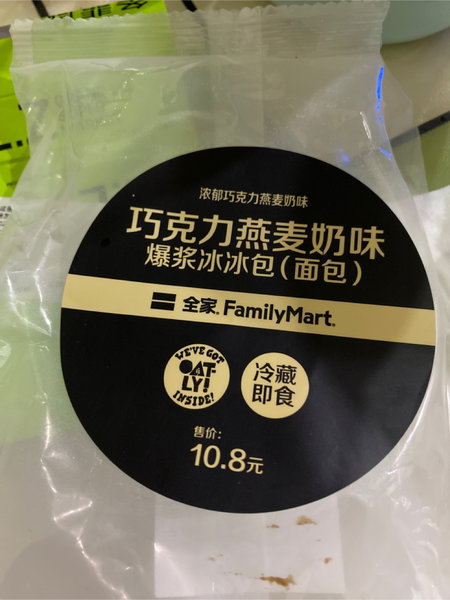 浓郁巧克力燕麦奶味
巧克力燕麦奶味
爆浆冰冰包(面包)
全家® FamilyMart®
WE'VE GOT
OAT-
LY!
INSIDE!
冷藏
即食
售价:
10.8元